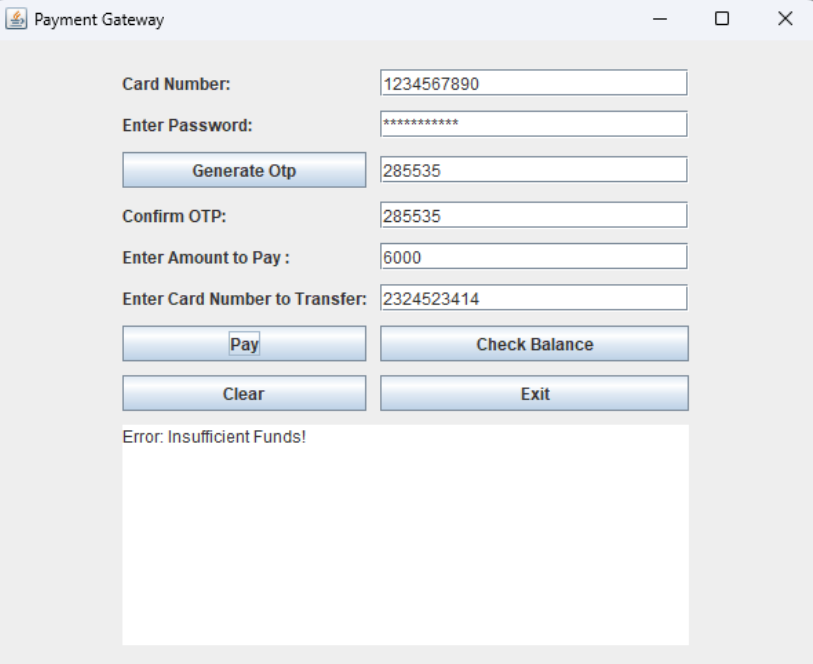 Payment Gateway
Card Number: 1234567890
Enter Password: ***********
Generate Otp 285535
Confirm OTP: 285535
Enter Amount to Pay : 6000
Enter Card Number to Transfer: 2324523414
Pay Check Balance
Clear Exit
Error: Insufficient Funds!